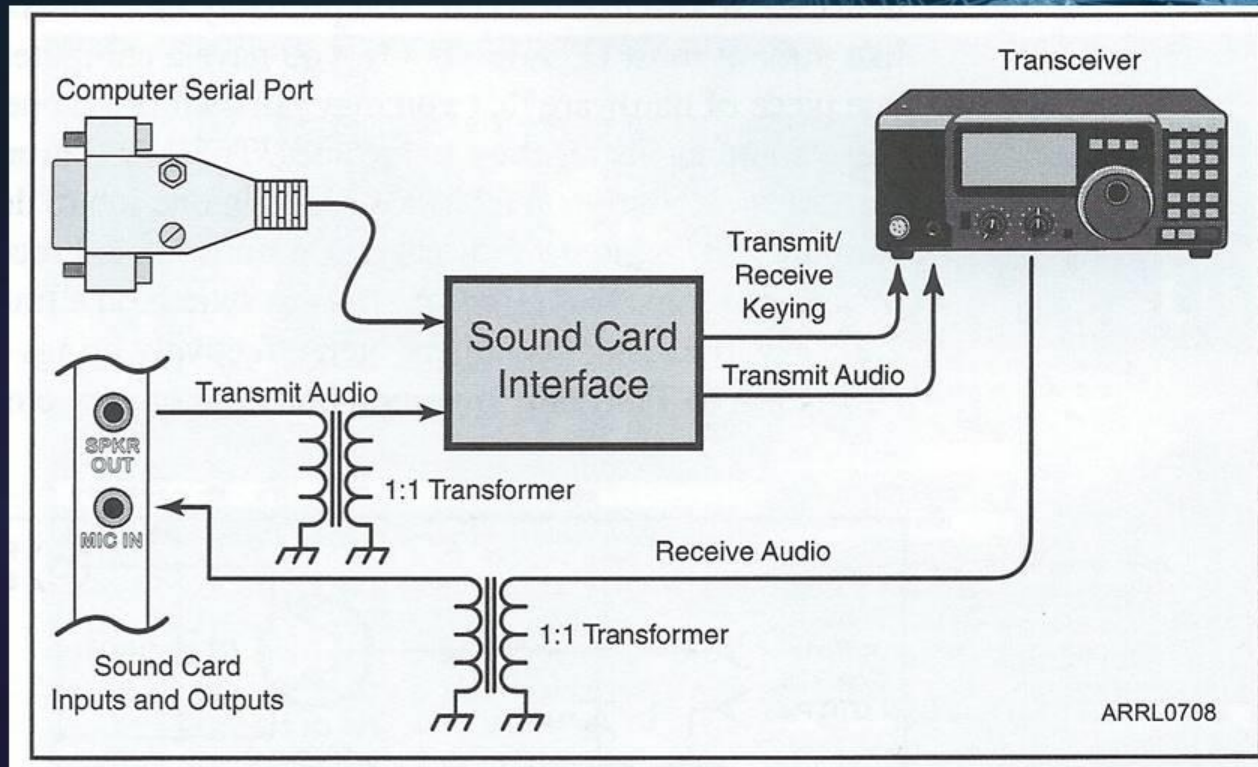 Computer Serial Port
Transceiver
Transmit/
Receive
Keying
Sound Card
Interface
Transmit Audio
Transmit Audio
SPKR
OUT
1:1 Transformer
MIC IN
Receive Audio
1:1 Transformer
Sound Card
Inputs and Outputs
ARRL0708